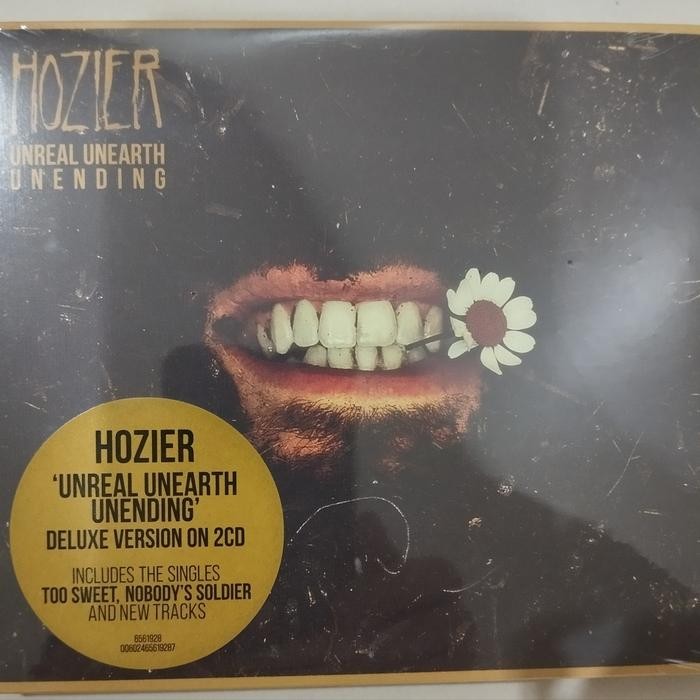 HOZIER
UNREAL UNEARTH
UNENDING
HOZIER
‘UNREAL UNEARTH
UNENDING’
DELUXE VERSION ON 2CD
INCLUDES THE SINGLES
TOO SWEET, NOBODY'S SOLDIER
AND NEW TRACKS
6561928
00602465619287